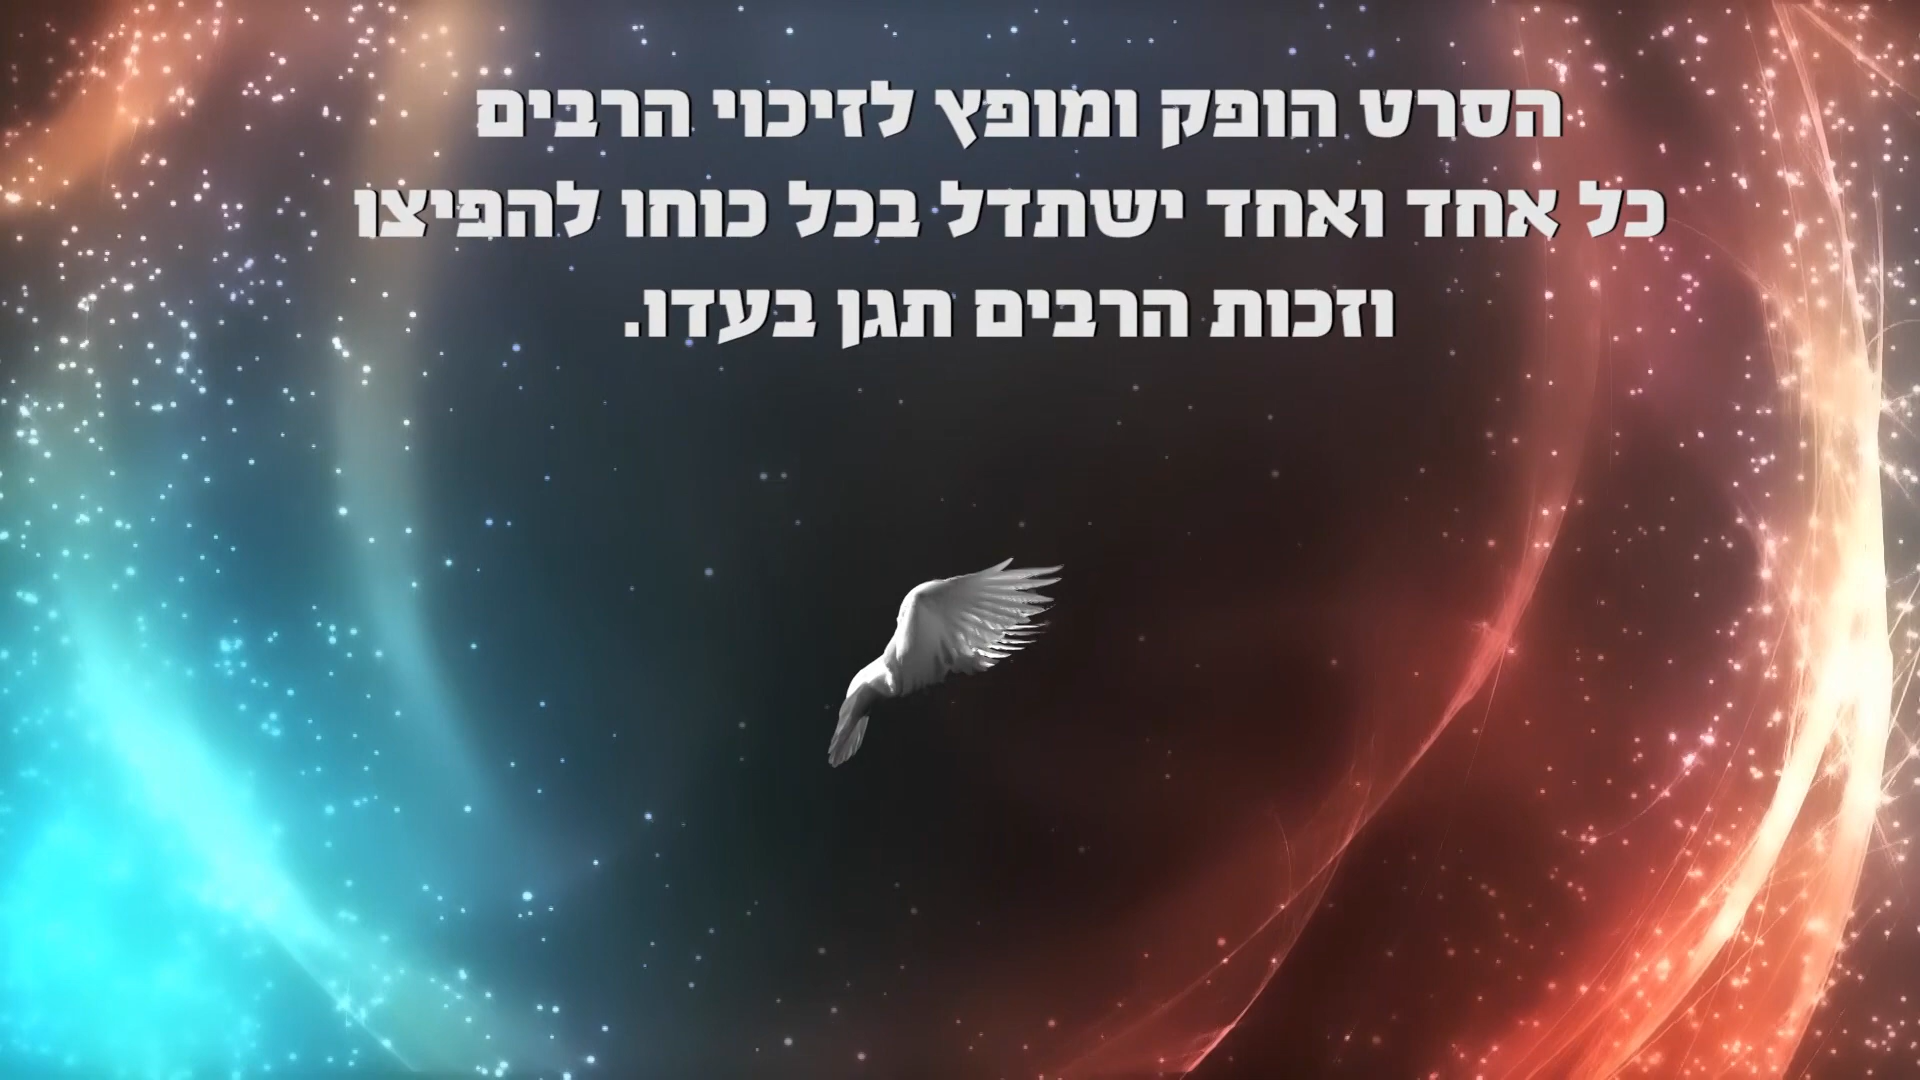 הסרט הופק ומופץ לזיכוי הרבים
כל אחד ואחד ישתדל בכל כוחו להפיצו
וזכות הרבים תגן בעדו.